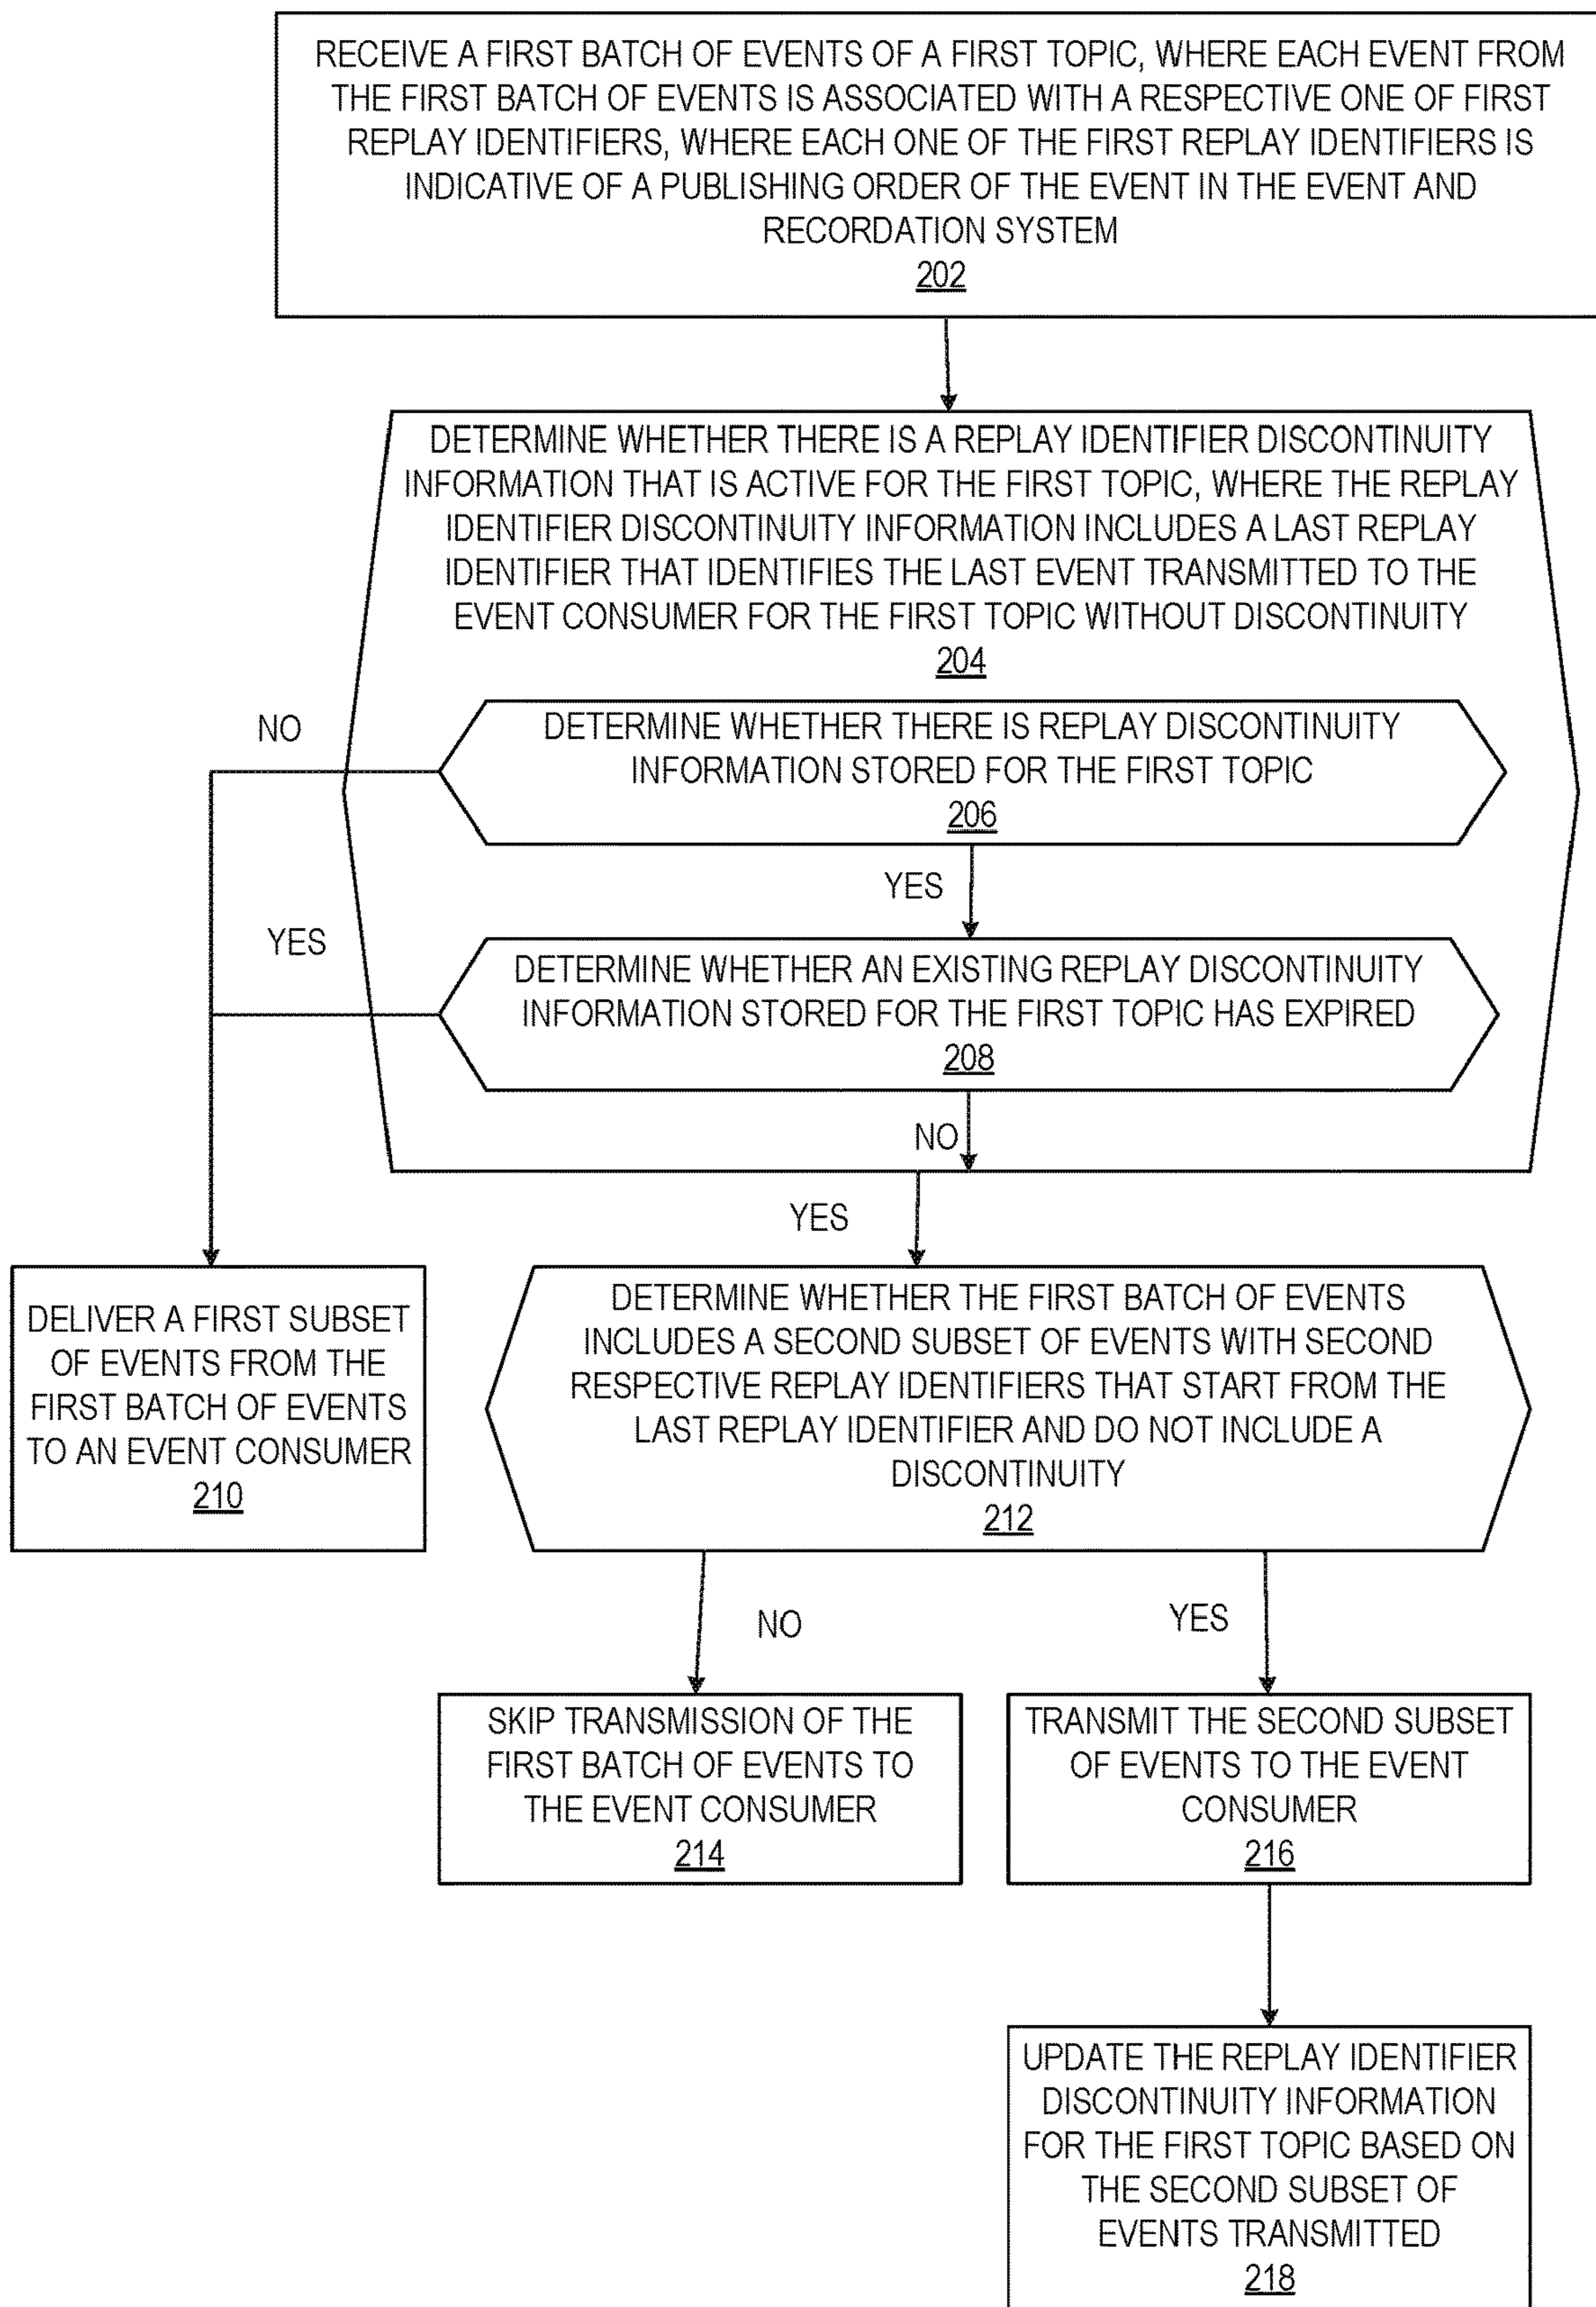 RECEIVE A FIRST BATCH OF EVENTS OF A FIRST TOPIC, WHERE EACH EVENT FROM
THE FIRST BATCH OF EVENTS IS ASSOCIATED WITH A RESPECTIVE ONE OF FIRST
REPLAY IDENTIFIERS, WHERE EACH ONE OF THE FIRST REPLAY IDENTIFIERS IS
INDICATIVE OF A PUBLISHING ORDER OF THE EVENT IN THE EVENT AND
RECORDATION SYSTEM
202
DETERMINE WHETHER THERE IS A REPLAY IDENTIFIER DISCONTINUITY
INFORMATION THAT IS ACTIVE FOR THE FIRST TOPIC, WHERE THE REPLAY
IDENTIFIER DISCONTINUITY INFORMATION INCLUDES A LAST REPLAY
IDENTIFIER THAT IDENTIFIES THE LAST EVENT TRANSMITTED TO THE
EVENT CONSUMER FOR THE FIRST TOPIC WITHOUT DISCONTINUITY
204
NO
DETERMINE WHETHER THERE IS REPLAY DISCONTINUITY
INFORMATION STORED FOR THE FIRST TOPIC
206
YES
YES
DETERMINE WHETHER AN EXISTING REPLAY DISCONTINUITY
INFORMATION STORED FOR THE FIRST TOPIC HAS EXPIRED
208
NO
YES
DELIVER A FIRST SUBSET
OF EVENTS FROM THE
FIRST BATCH OF EVENTS
TO AN EVENT CONSUMER
210
DETERMINE WHETHER THE FIRST BATCH OF EVENTS
INCLUDES A SECOND SUBSET OF EVENTS WITH SECOND
RESPECTIVE REPLAY IDENTIFIERS THAT START FROM THE
LAST REPLAY IDENTIFIER AND DO NOT INCLUDE A
DISCONTINUITY
212
NO
YES
SKIP TRANSMISSION OF THE
FIRST BATCH OF EVENTS TO
THE EVENT CONSUMER
214
TRANSMIT THE SECOND SUBSET
OF EVENTS TO THE EVENT
CONSUMER
216
UPDATE THE REPLAY IDENTIFIER
DISCONTINUITY INFORMATION
FOR THE FIRST TOPIC BASED ON
THE SECOND SUBSET OF
EVENTS TRANSMITTED
218